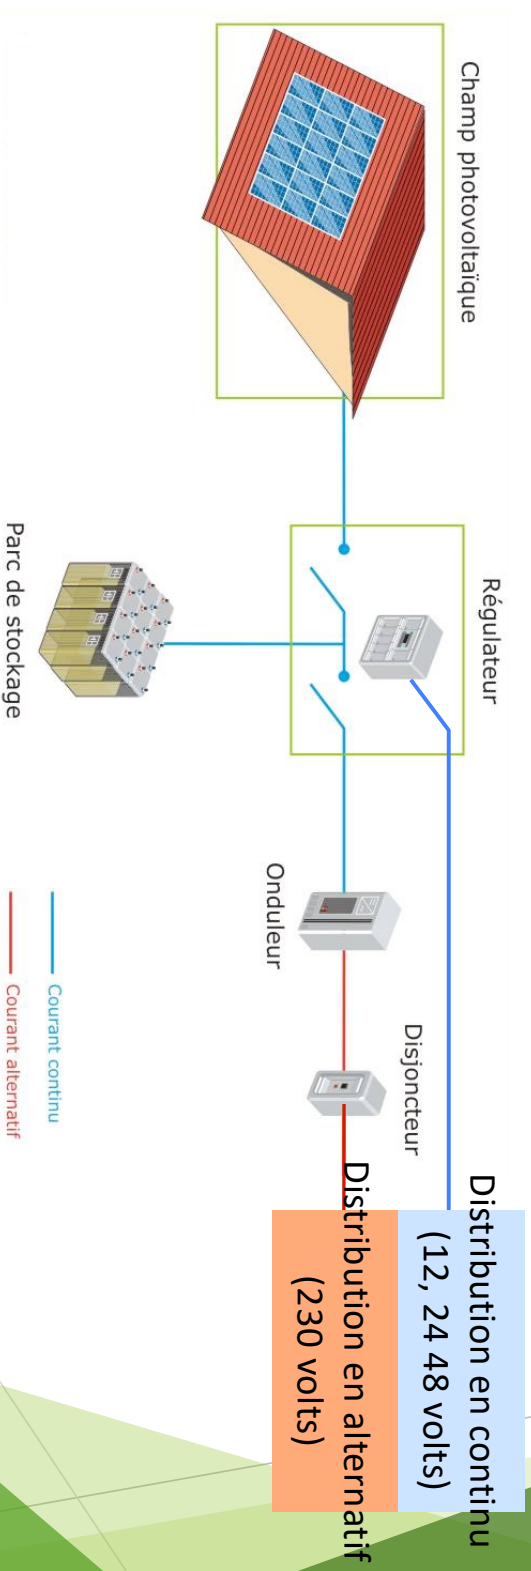 Champ photovoltaïque
Régulateur
Disjoncteur
Distribution en continu
(12, 24 48 volts)
Distribution en alternatif
(230 volts)
Onduleur
Parc de stockage
Courant continu
Courant alternatif